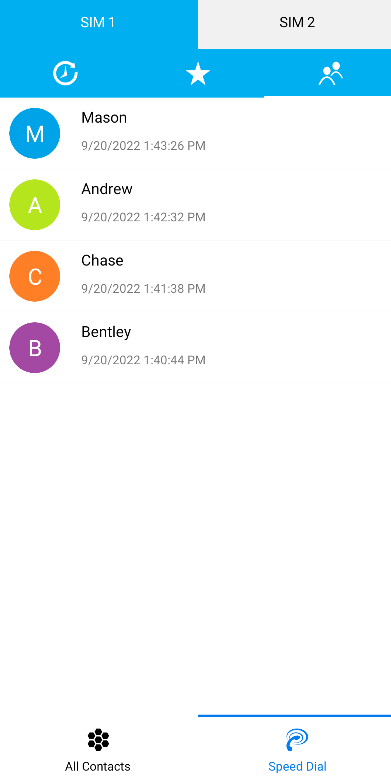 SIM 1
SIM 2
M
Mason
9/20/2022 1:43:26 PM
A
Andrew
9/20/2022 1:42:32 PM
C
Chase
9/20/2022 1:41:38 PM
B
Bentley
9/20/2022 1:40:44 PM
All Contacts
Speed Dial